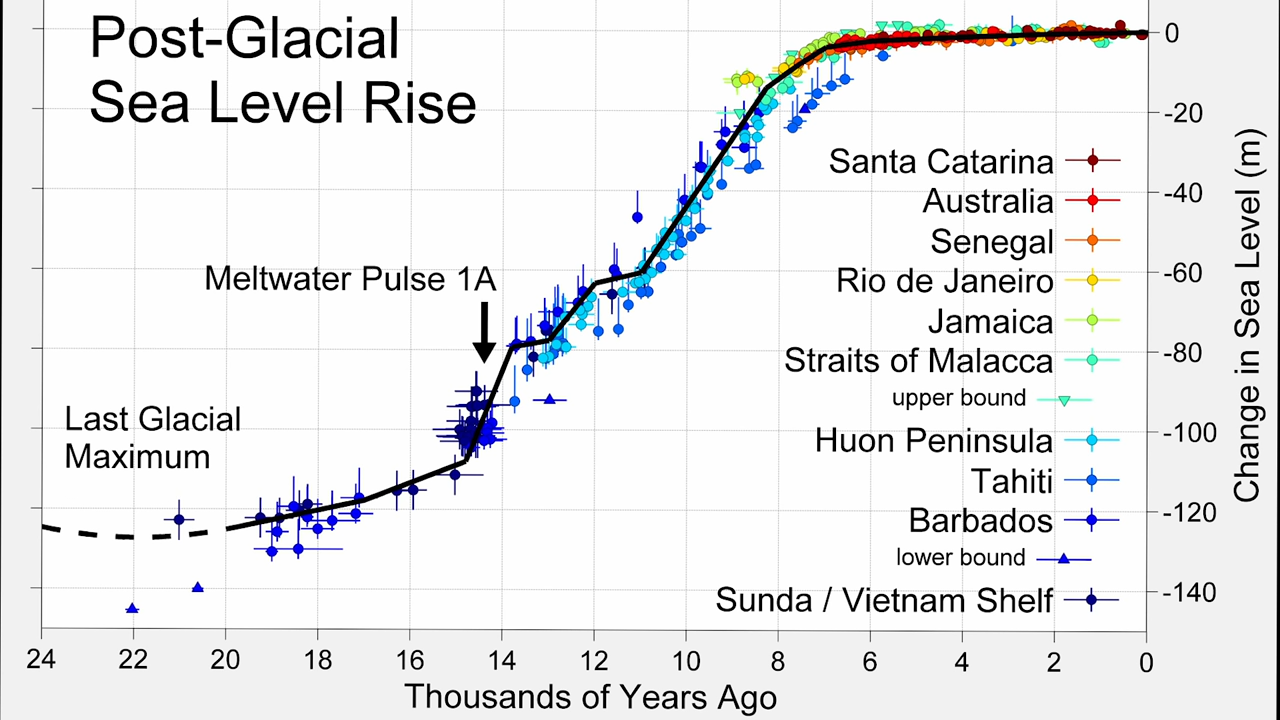 Post-Glacial
Sea Level Rise
Meltwater Pulse 1A
Last Glacial
Maximum
Santa Catarina
Australia
Senegal
Rio de Janeiro
Jamaica
Straits of Malacca
upper bound
Huon Peninsula
Tahiti
Barbados
lower bound
Sunda / Vietnam Shelf
0
-20
-40
-60
-80
-100
-120
-140
Change in Sea Level (m)
24 22 20 18 16 14 12 10 8 6 4 2 0
Thousands of Years Ago